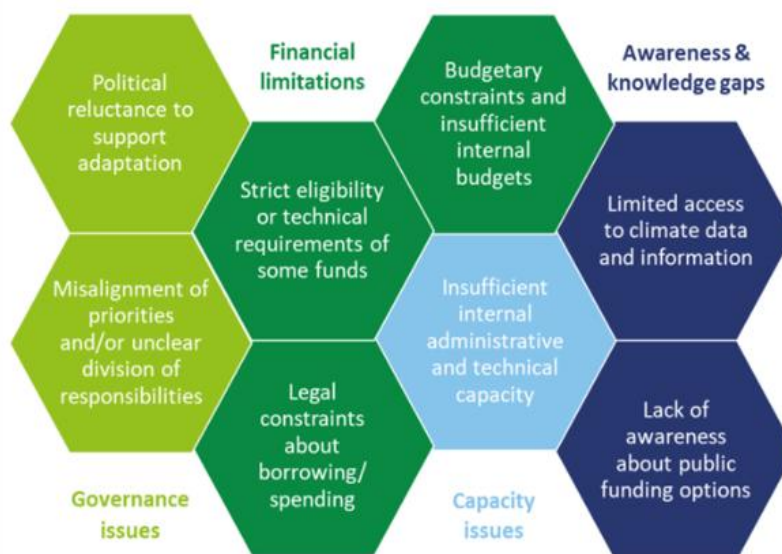 Political
reluctance to
support
adaptation
Financial
limitations
Budgetary
constraints and
insufficient
internal
budgets
Awareness &
knowledge gaps
Strict eligibility
or technical
requirements of
some funds
Limited access
to climate data
and information
Misalignment of
priorities
and/or unclear
division of
responsibilities
Insufficient
internal
administrative
and technical
capacity
Legal
constraints
about
borrowing/
spending
Lack of
awareness
about public
funding options
Governance
issues
Capacity
issues